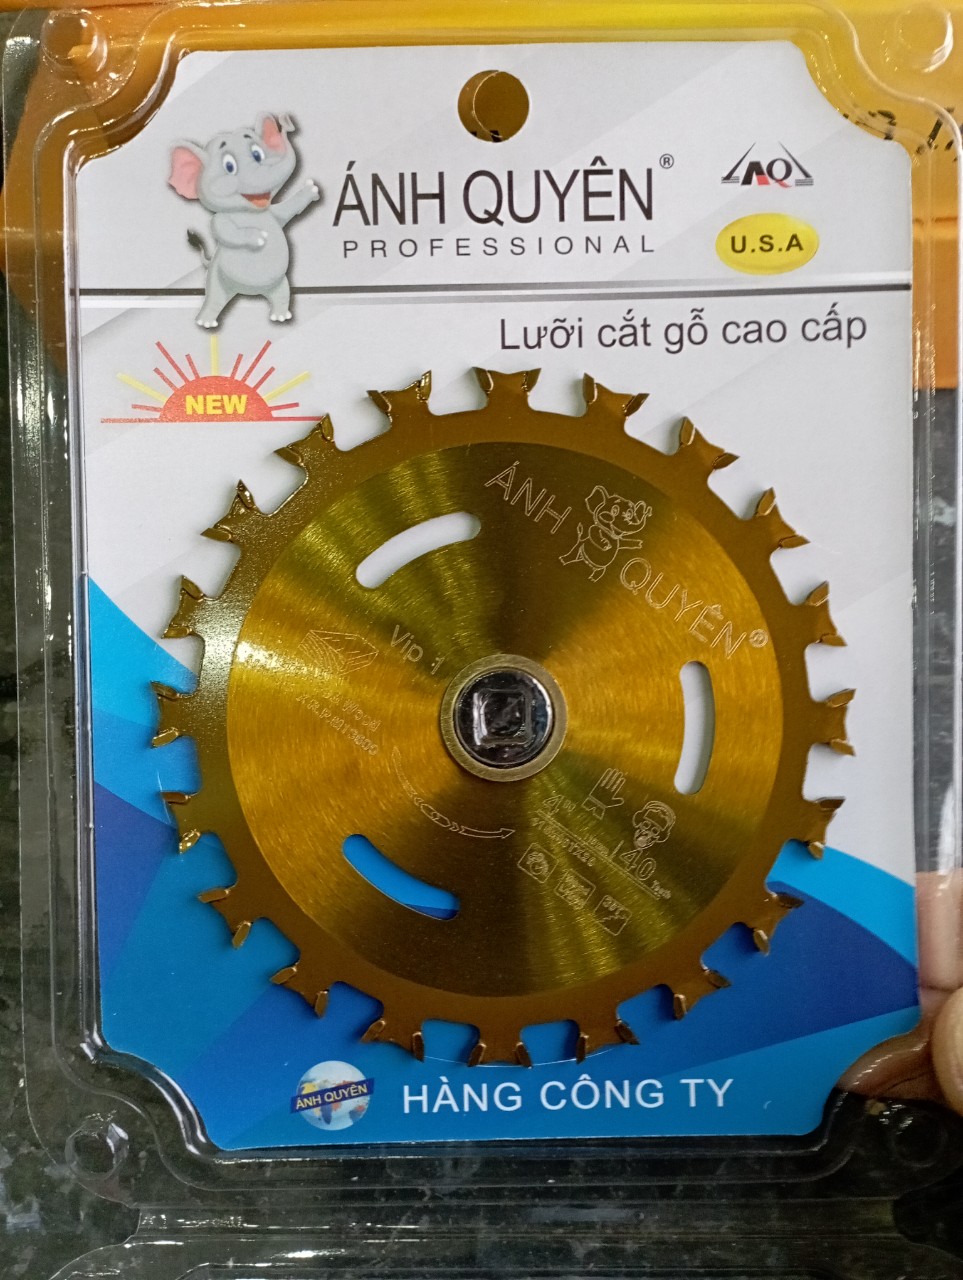 ÁNH QUYÊN®
PROFESSIONAL
AQ
U.S.A
Lưỡi cắt gỗ cao cấp
NEW
ÁNH QUYÊN®
Vip 1
Wood
40
ÁNH QUYÊN
HÀNG CÔNG TY